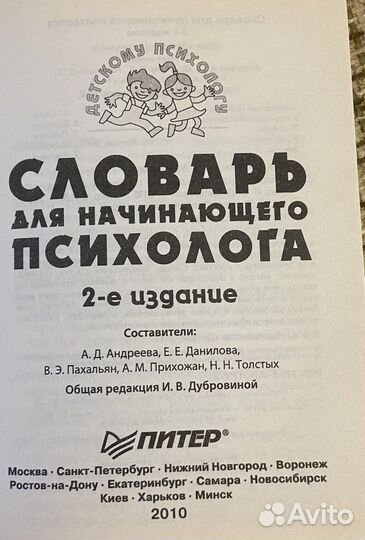 ДЕТСКОМУ ПСИХОЛОГУ
СЛОВАРЬ
ДЛЯ НАЧИНАЮЩЕГО
ПСИХОЛОГА
2-е издание
Составители:
А. Д. Андреева, Е. Е. Данилова,
В. Э. Пахальян, А. М. Прихожан, Н. Н. Толстых
Общая редакция И. В. Дубровиной
ПИТЕР®
Москва · Санкт-Петербург · Нижний Новгород · Воронеж
Ростов-на-Дону · Екатеринбург · Самара · Новосибирск
Киев · Харьков · Минск
2010
Avito